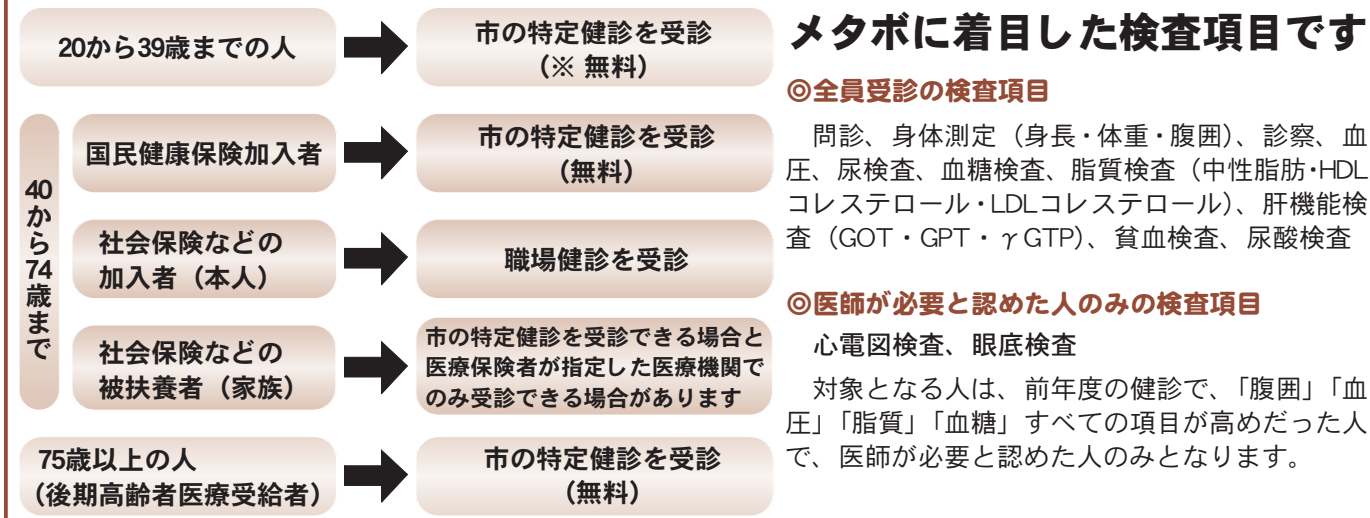 20から39歳までの人
市の特定健診を受診
（※ 無料）
40から74歳まで
国民健康保険加入者
市の特定健診を受診
（無料）
社会保険などの
加入者（本人）
職場健診を受診
社会保険などの
被扶養者（家族）
市の特定健診を受診できる場合と
医療保険者が指定した医療機関で
のみ受診できる場合があります
75歳以上の人
（後期高齢者医療受給者）
市の特定健診を受診
（無料）
メタボに着目した検査項目です
◎全員受診の検査項目
問診、身体測定（身長・体重・腹囲）、診察、血
圧、尿検査、血糖検査、脂質検査（中性脂肪・HDL
コレステロール・LDLコレステロール）、肝機能検
査（GOT・GPT・γGTP）、貧血検査、尿酸検査
◎医師が必要と認めた人のみの検査項目
心電図検査、眼底検査
対象となる人は、前年度の健診で、「腹囲」「血
圧」「脂質」「血糖」すべての項目が高めだった人
で、医師が必要と認めた人のみとなります。